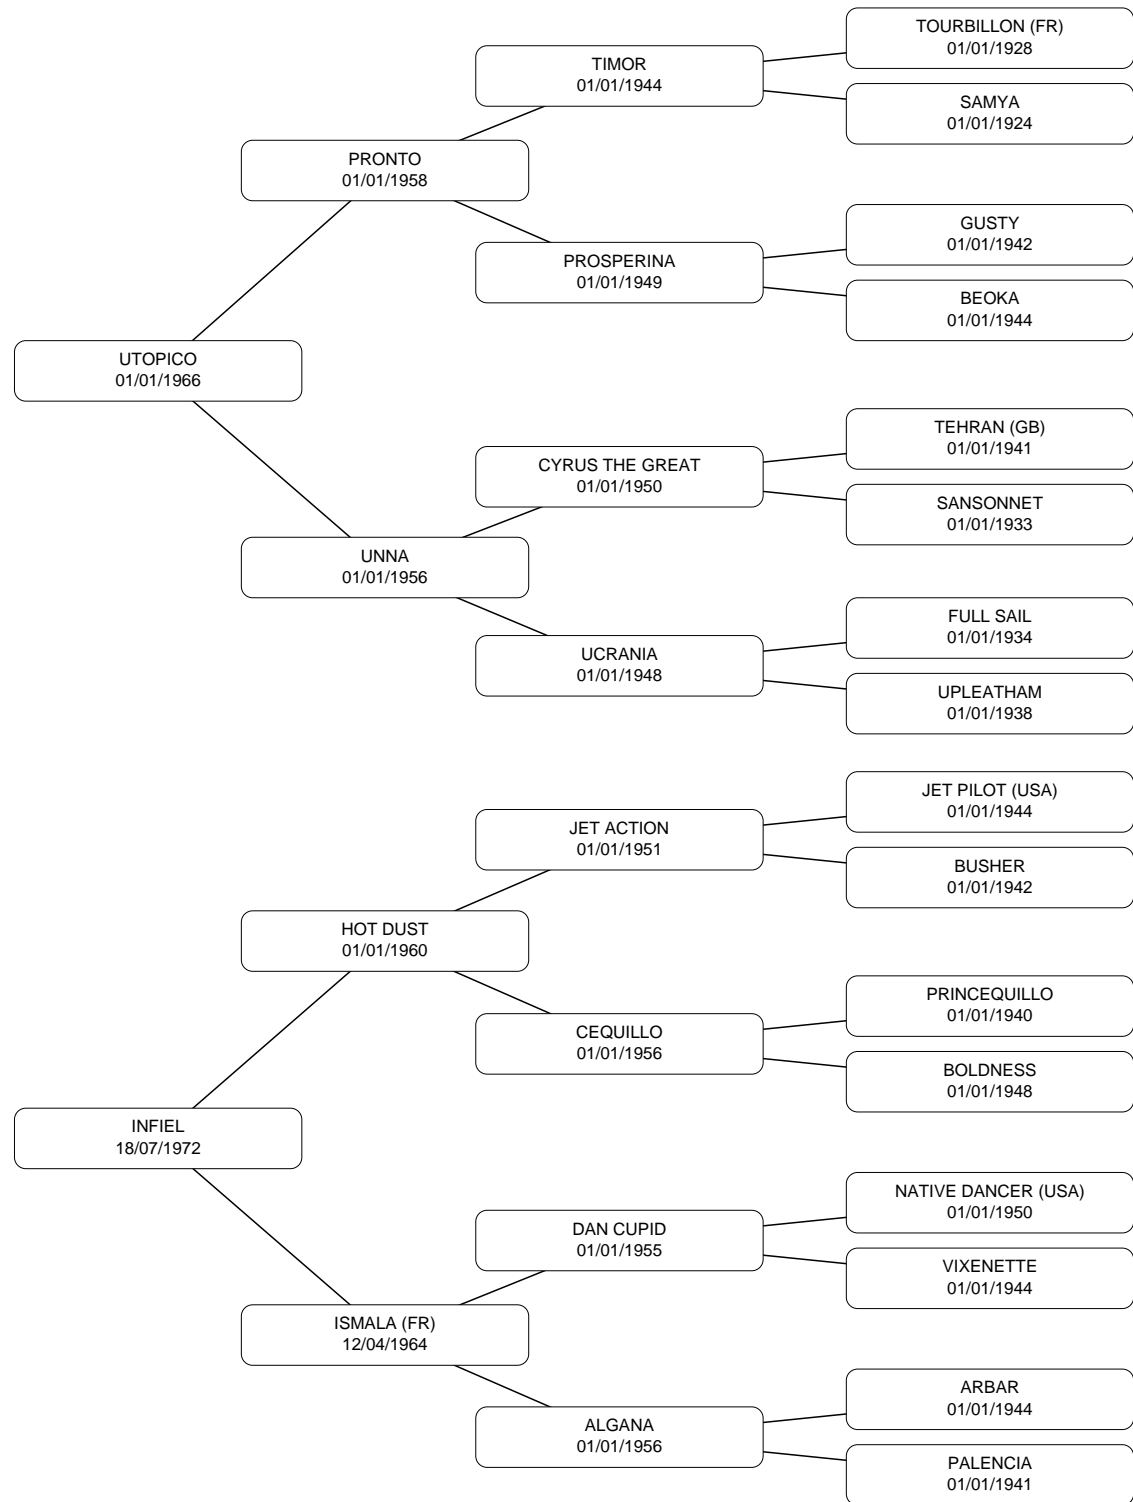 TOURBILLON (FR)
01/01/1928
TIMOR
01/01/1944
SAMYA
01/01/1924
PRONTO
01/01/1958
GUSTY
01/01/1942
PROSPERINA
01/01/1949
BEOKA
01/01/1944
UTOPICO
01/01/1966
TEHRAN (GB)
01/01/1941
CYRUS THE GREAT
01/01/1950
SANSONNET
01/01/1933
UNNA
01/01/1956
FULL SAIL
01/01/1934
UCRANIA
01/01/1948
UPLEATHAM
01/01/1938
JET PILOT (USA)
01/01/1944
JET ACTION
01/01/1951
BUSHER
01/01/1942
HOT DUST
01/01/1960
PRINCEQUILLO
01/01/1940
CEQUILLO
01/01/1956
BOLDNESS
01/01/1948
INFIEL
18/07/1972
NATIVE DANCER (USA)
01/01/1950
DAN CUPID
01/01/1955
VIXENETTE
01/01/1944
ISMALA (FR)
12/04/1964
ARBAR
01/01/1944
ALGANA
01/01/1956
PALENCIA
01/01/1941